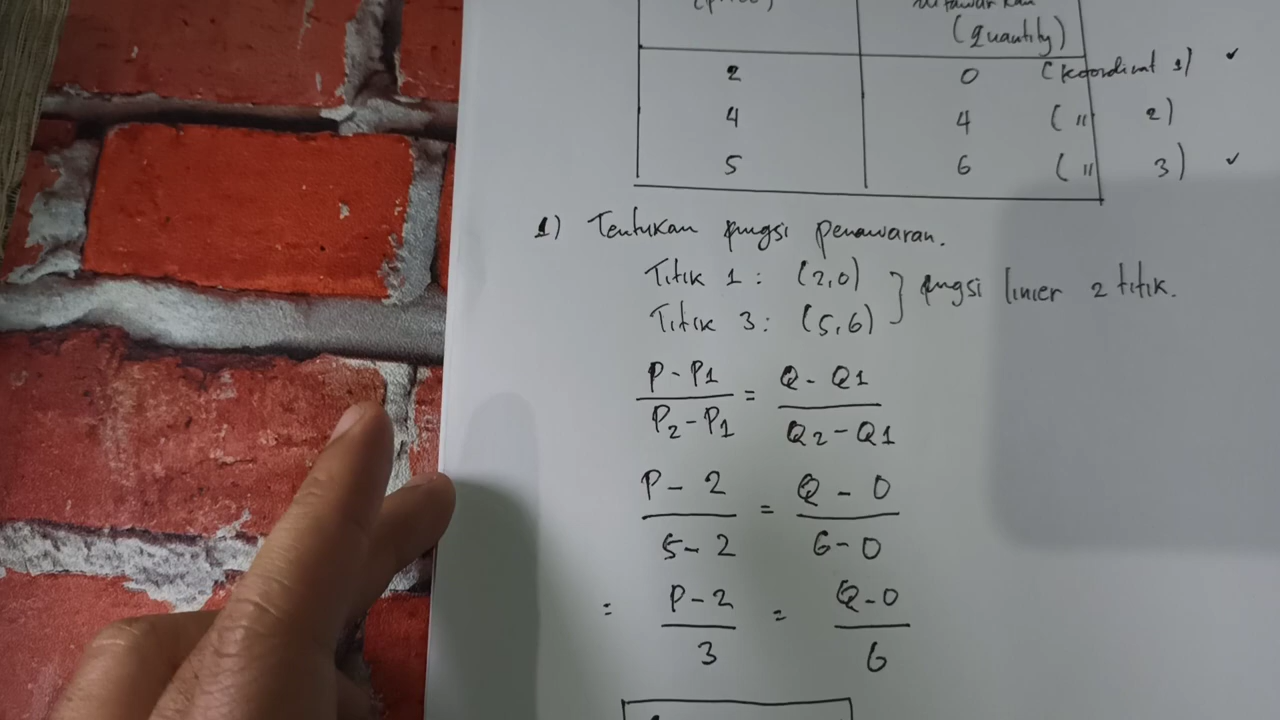 (price) ditawarkan
(quantity)
2 0 (koordinat 1) ✓
4 4 ( " 2)
5 6 ( " 3) ✓
1) Tentukan fungsi penawaran.
Titik 1 : (2,0) } fungsi linier 2 titik.
Titik 3 : (5,6)
P - P1 / P2 - P1 = Q - Q1 / Q2 - Q1
P - 2 / 5 - 2 = Q - 0 / 6 - 0
= P - 2 / 3 = Q - 0 / 6